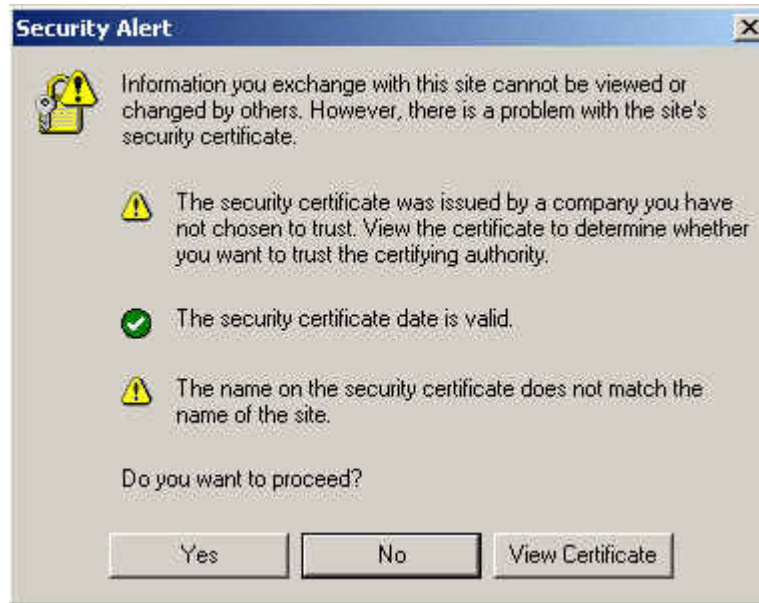 Security Alert
Information you exchange with this site cannot be viewed or
changed by others. However, there is a problem with the site's
security certificate.
The security certificate was issued by a company you have
not chosen to trust. View the certificate to determine whether
you want to trust the certifying authority.
The security certificate date is valid.
The name on the security certificate does not match the
name of the site.
Do you want to proceed?
Yes No View Certificate